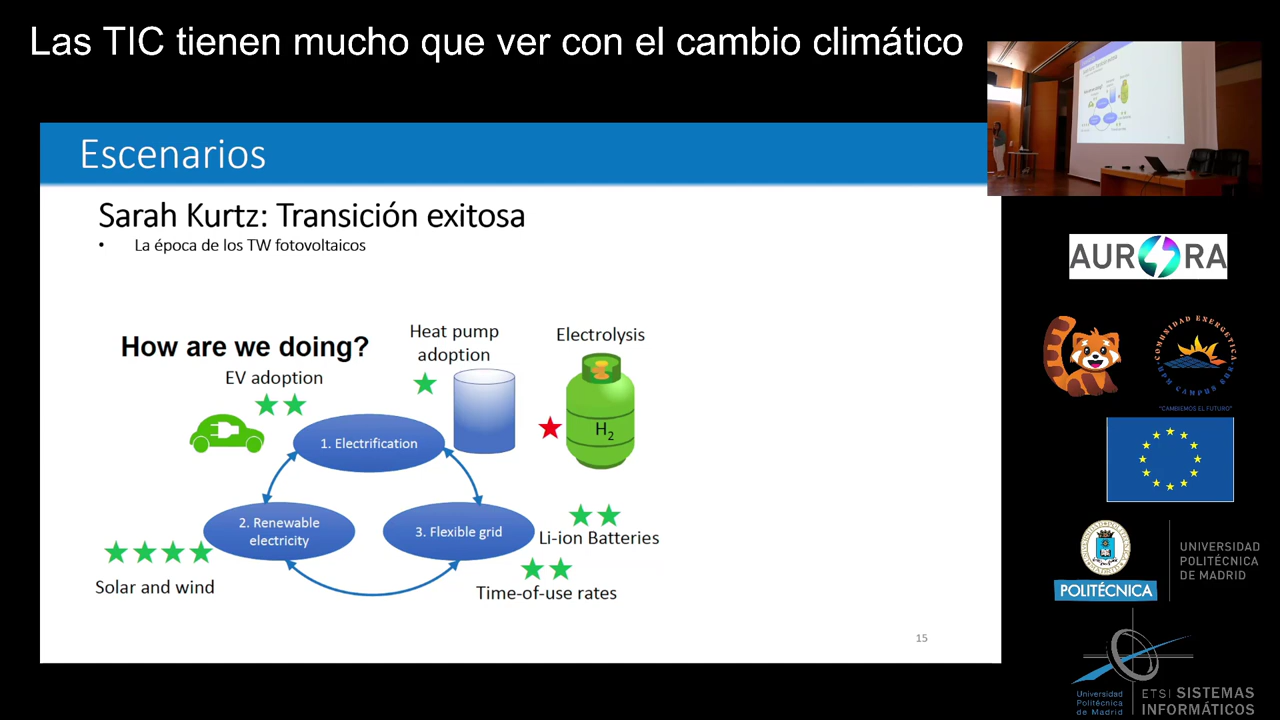 Las TIC tienen mucho que ver con el cambio climático
Escenarios
Sarah Kurtz: Transición exitosa
• La época de los TW fotovoltaicos
How are we doing?
EV adoption
Heat pump
adoption
Electrolysis
1. Electrification
H2
2. Renewable
electricity
3. Flexible grid
Li-ion Batteries
Solar and wind
Time-of-use rates
15
AURORA
COMUNIDAD ENERGETICA
UPM CAMPUS SUR
"CAMBIEMOS EL FUTURO"
POLITÉCNICA
UNIVERSIDAD
POLITÉCNICA
DE MADRID
Universidad
Politécnica
de Madrid
ETSI SISTEMAS
INFORMÁTICOS